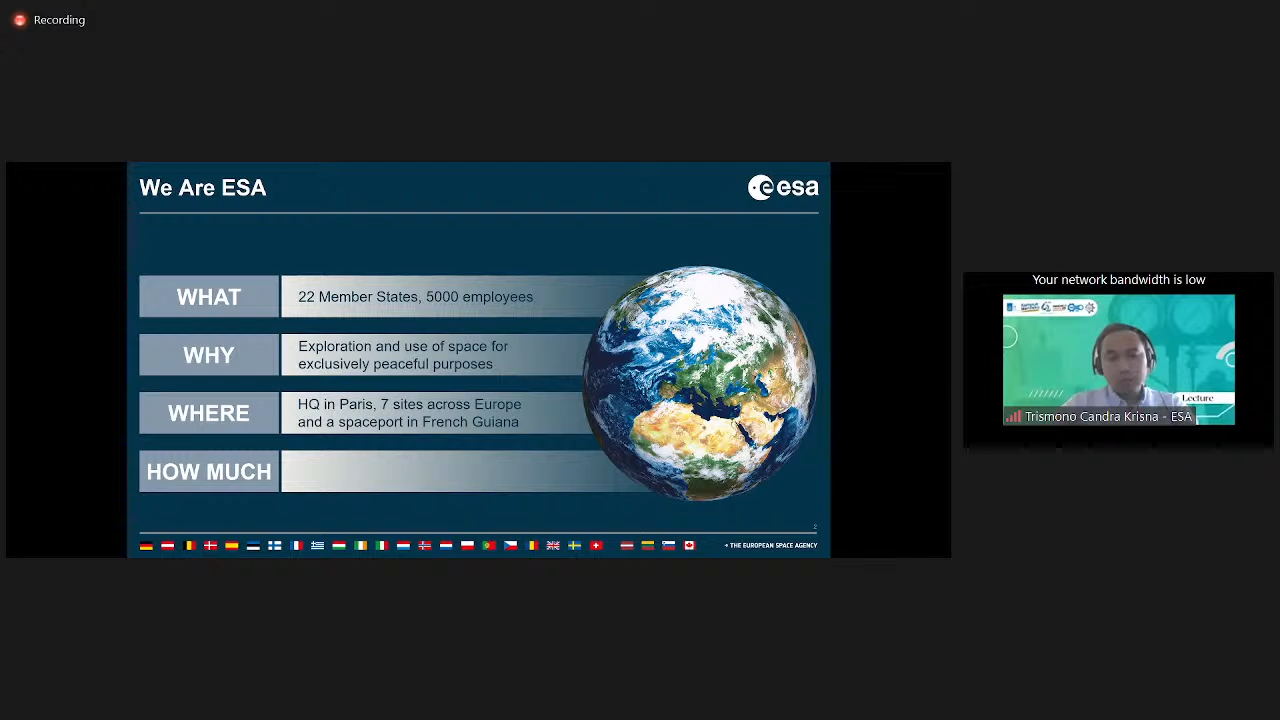 Recording
We Are ESA
esa
WHAT
22 Member States, 5000 employees
WHY
Exploration and use of space for
exclusively peaceful purposes
WHERE
HQ in Paris, 7 sites across Europe
and a spaceport in French Guiana
HOW MUCH
2
→ THE EUROPEAN SPACE AGENCY
Your network bandwidth is low
Lecture
Trismono Candra Krisna - ESA